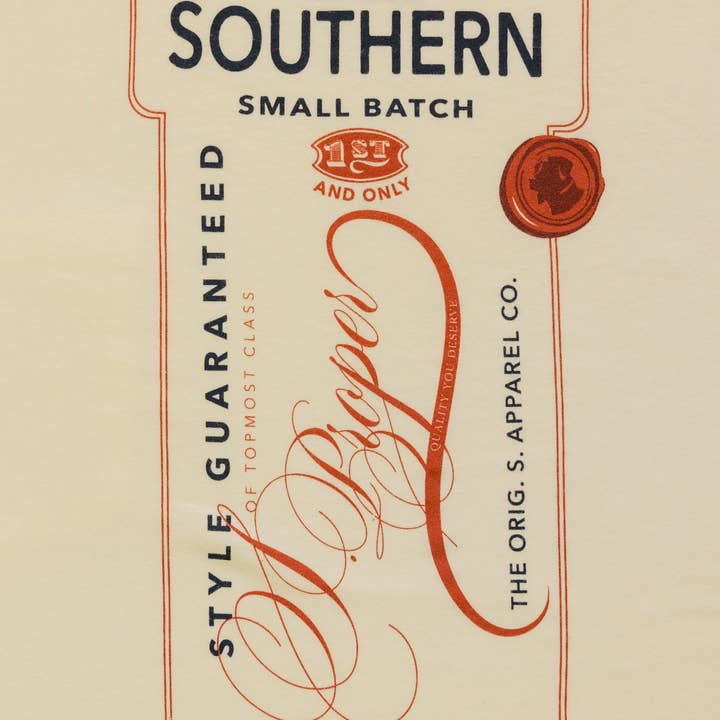 SOUTHERN
SMALL BATCH
1ST
AND ONLY
STYLE GUARANTEED
OF TOPMOST CLASS
S. Proper
QUALITY YOU DESERVE
THE ORIG. S. APPAREL CO.